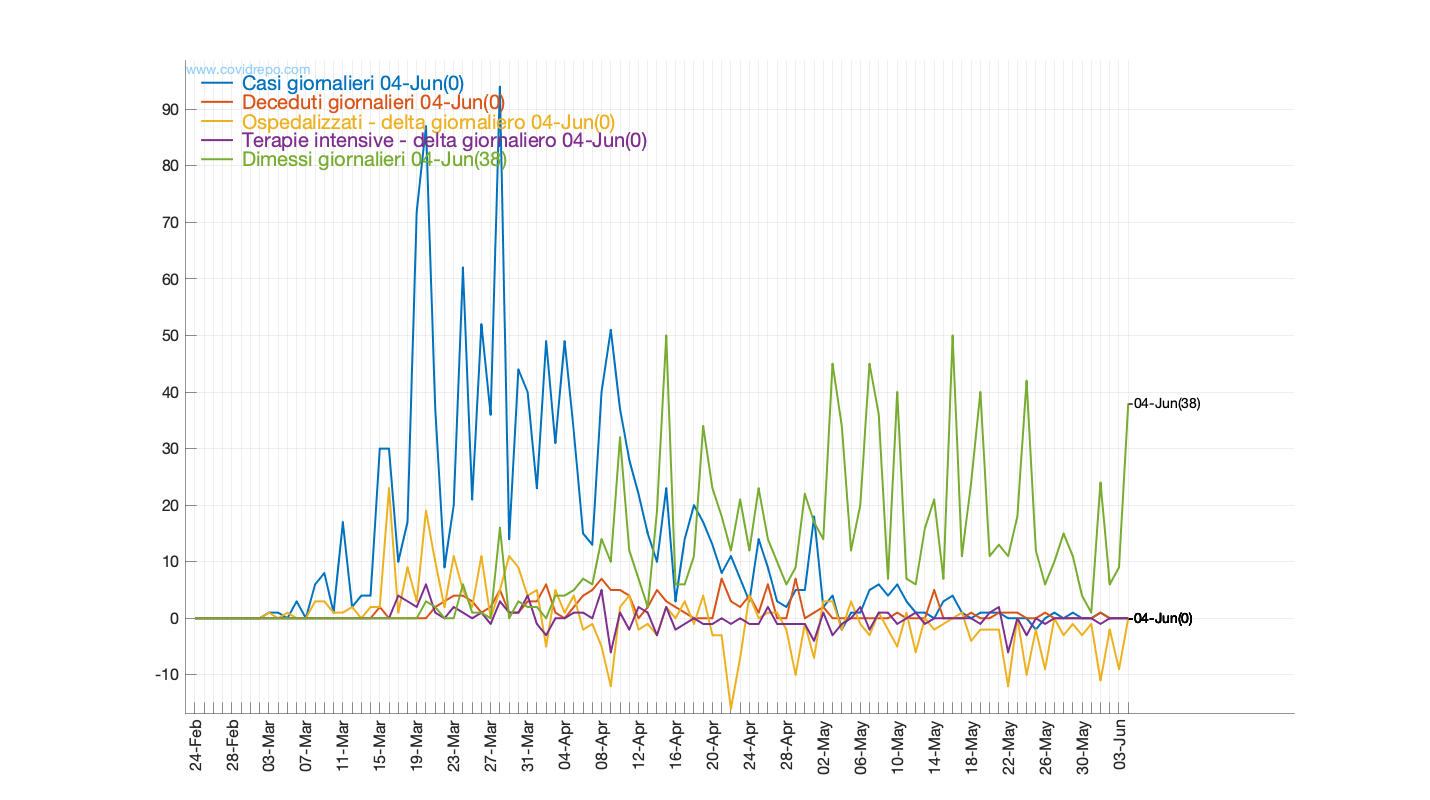 www.covidrepo.com
Casi giornalieri 04-Jun(0)
Deceduti giornalieri 04-Jun(0)
Ospedalizzati - delta giornaliero 04-Jun(0)
Terapie intensive - delta giornaliero 04-Jun(0)
Dimessi giornalieri 04-Jun(38)
90
80
70
60
50
40
30
20
10
0
-10
04-Jun(38)
04-Jun(0)
24-Feb
28-Feb
03-Mar
07-Mar
11-Mar
15-Mar
19-Mar
23-Mar
27-Mar
31-Mar
04-Apr
08-Apr
12-Apr
16-Apr
20-Apr
24-Apr
28-Apr
02-May
06-May
10-May
14-May
18-May
22-May
26-May
30-May
03-Jun